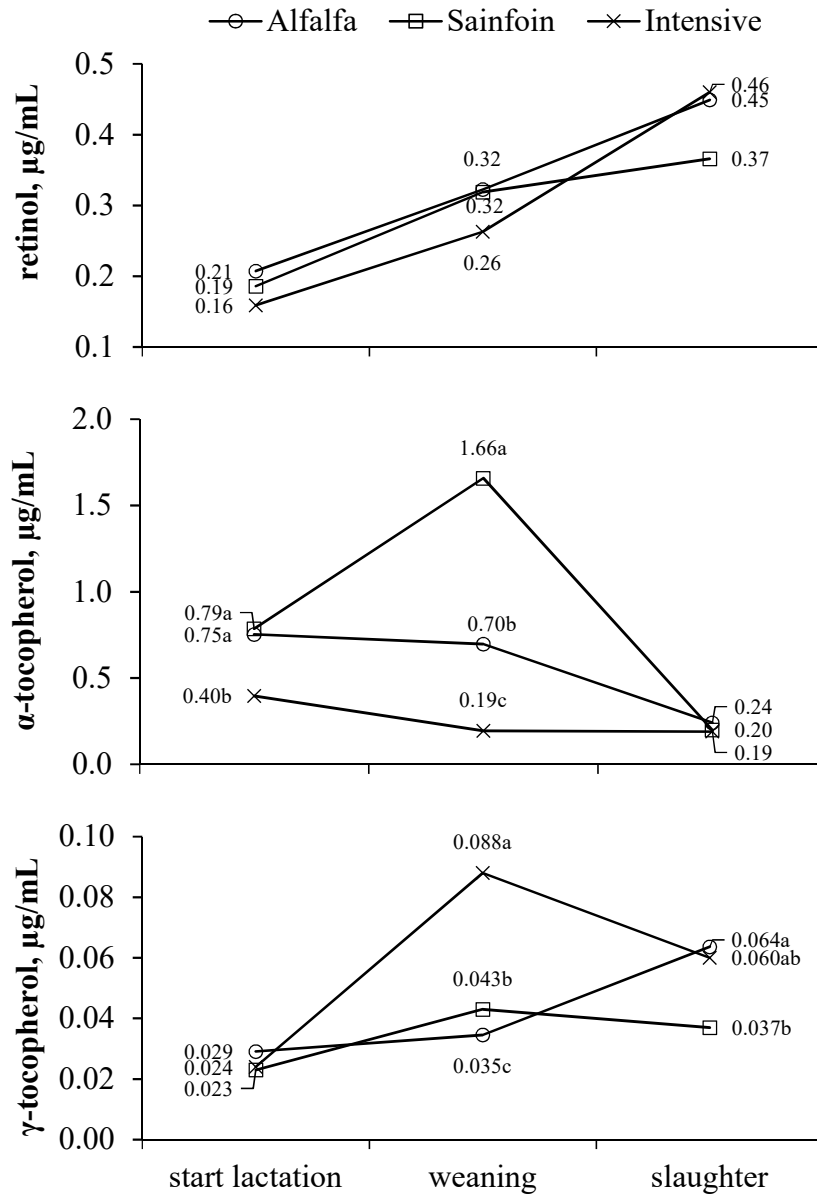 Alfalfa Sainfoin Intensive
retinol, µg/mL
0.5
0.4
0.3
0.2
0.1
0.21
0.19
0.16
0.32
0.32
0.26
0.46
0.45
0.37
α-tocopherol, µg/mL
2.0
1.5
1.0
0.5
0.0
0.79a
0.75a
0.40b
1.66a
0.70b
0.19c
0.24
0.20
0.19
γ-tocopherol, µg/mL
0.10
0.08
0.06
0.04
0.02
0.00
0.029
0.024
0.023
0.088a
0.043b
0.035c
0.064a
0.060ab
0.037b
start lactation weaning slaughter